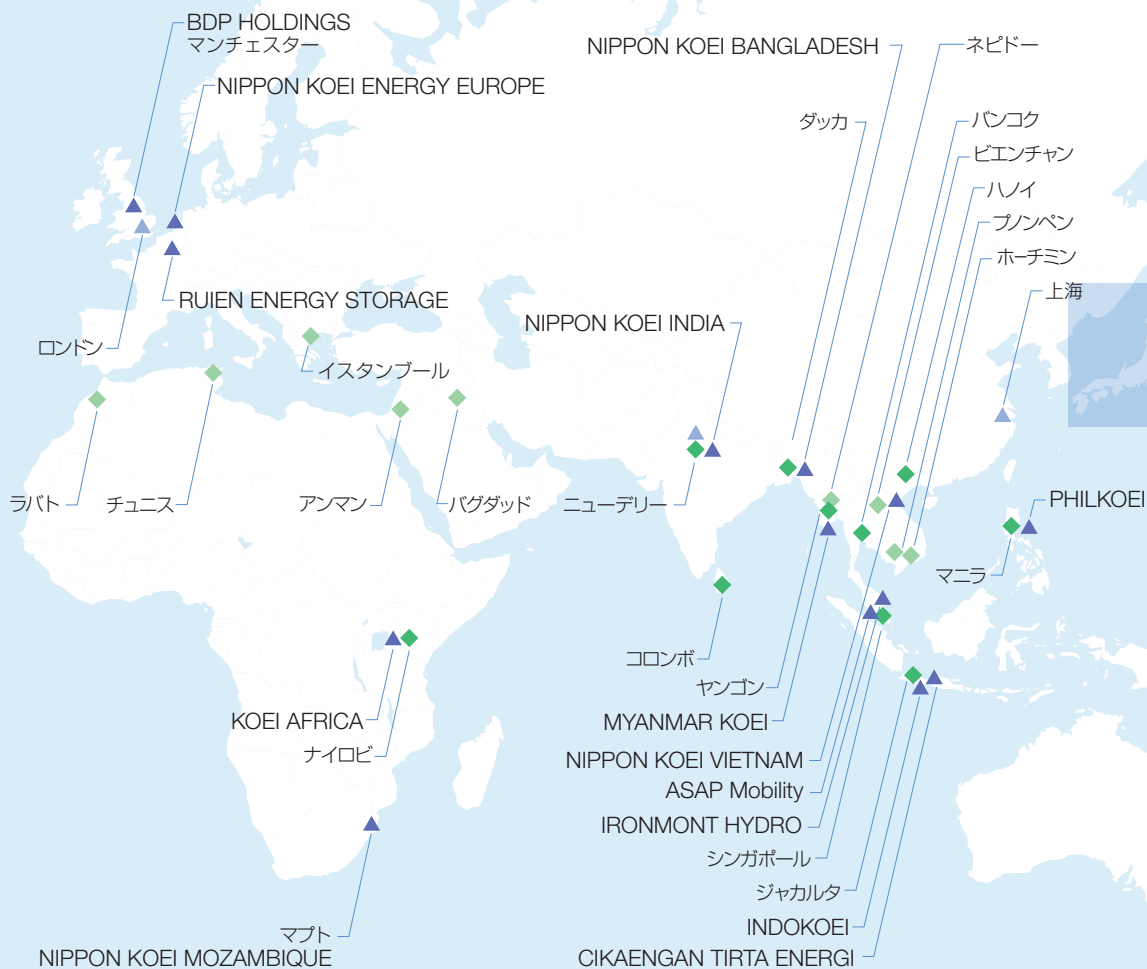 BDP HOLDINGS
マンチェスター
NIPPON KOEI BANGLADESH
ネピドー
NIPPON KOEI ENERGY EUROPE
ダッカ
バンコク
ビエンチャン
ハノイ
プノンペン
ホーチミン
上海
RUIEN ENERGY STORAGE
NIPPON KOEI INDIA
ロンドン
イスタンブール
ラバト
チュニス
アンマン
バグダッド
ニューデリー
PHILKOEI
マニラ
コロンボ
ヤンゴン
KOEI AFRICA
MYANMAR KOEI
ナイロビ
NIPPON KOEI VIETNAM
ASAP Mobility
IRONMONT HYDRO
シンガポール
ジャカルタ
INDOKOEI
マプト
NIPPON KOEI MOZAMBIQUE
CIKAENGAN TIRTA ENERGI